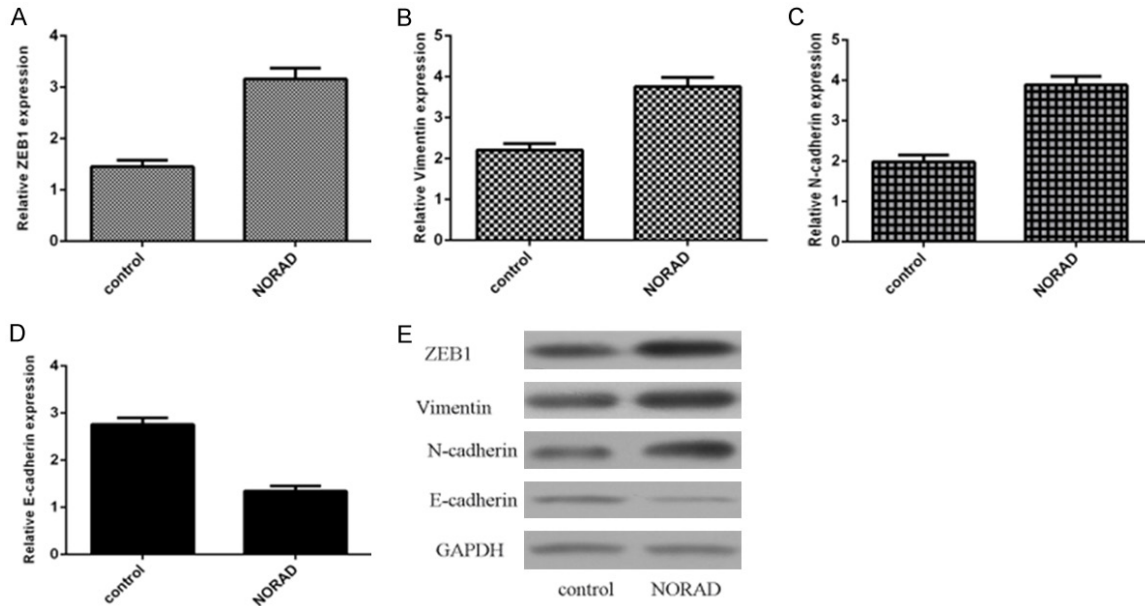 A
Relative ZEB1 expression
4
3
2
1
0
control
NORAD
B
Relative Vimentin expression
5
4
3
2
1
0
control
NORAD
C
Relative N-cadherin expression
5
4
3
2
1
0
control
NORAD
D
Relative E-cadherin expression
4
3
2
1
0
control
NORAD
E
ZEB1
Vimentin
N-cadherin
E-cadherin
GAPDH
control NORAD